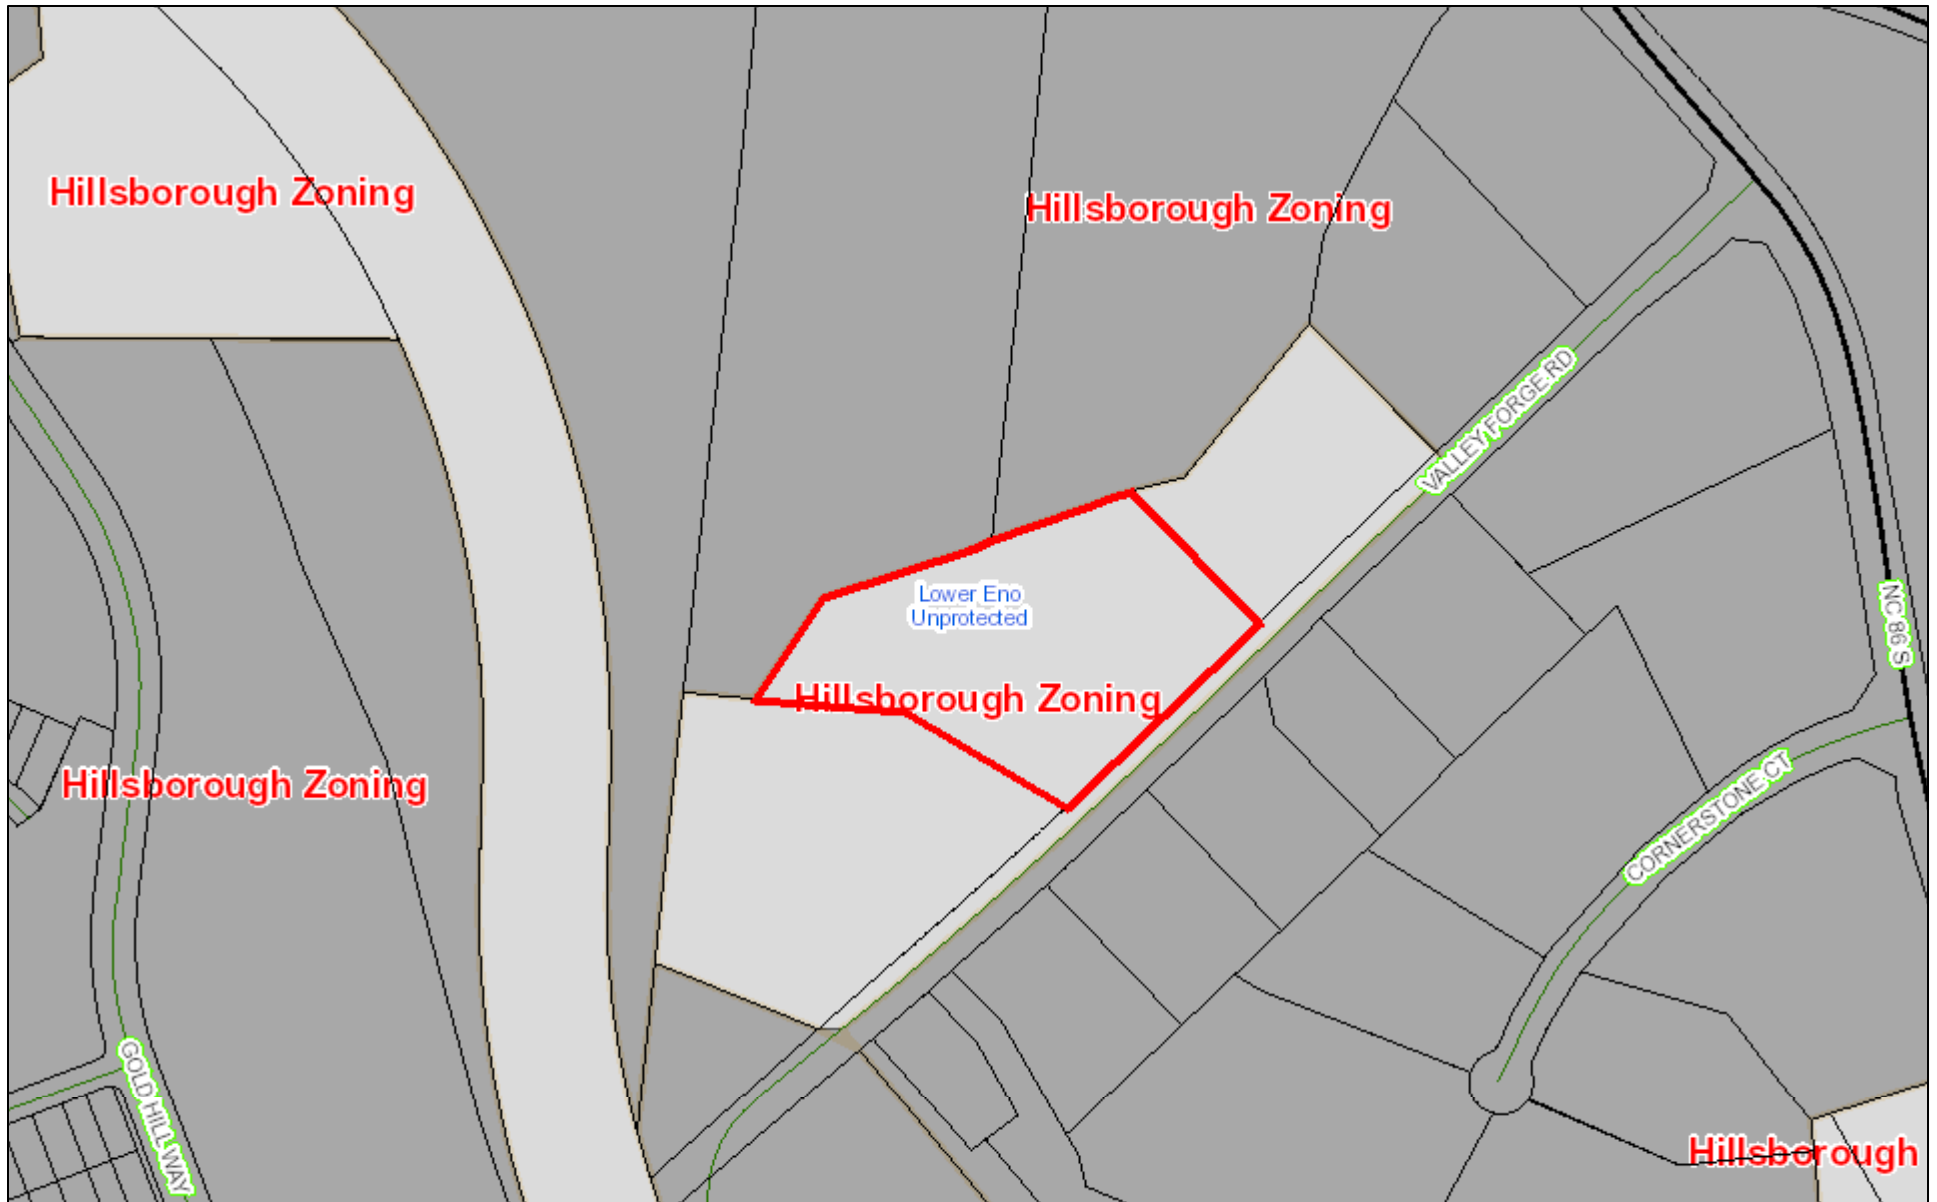 Hillsborough Zoning
Hillsborough Zoning
VALLEY FORGE RD
Lower Eno
Unprotected
NC 86 S
Hillsborough Zoning
Hillsborough Zoning
CORNERSTONE CT
GOLD HILL WAY
Hillsborough